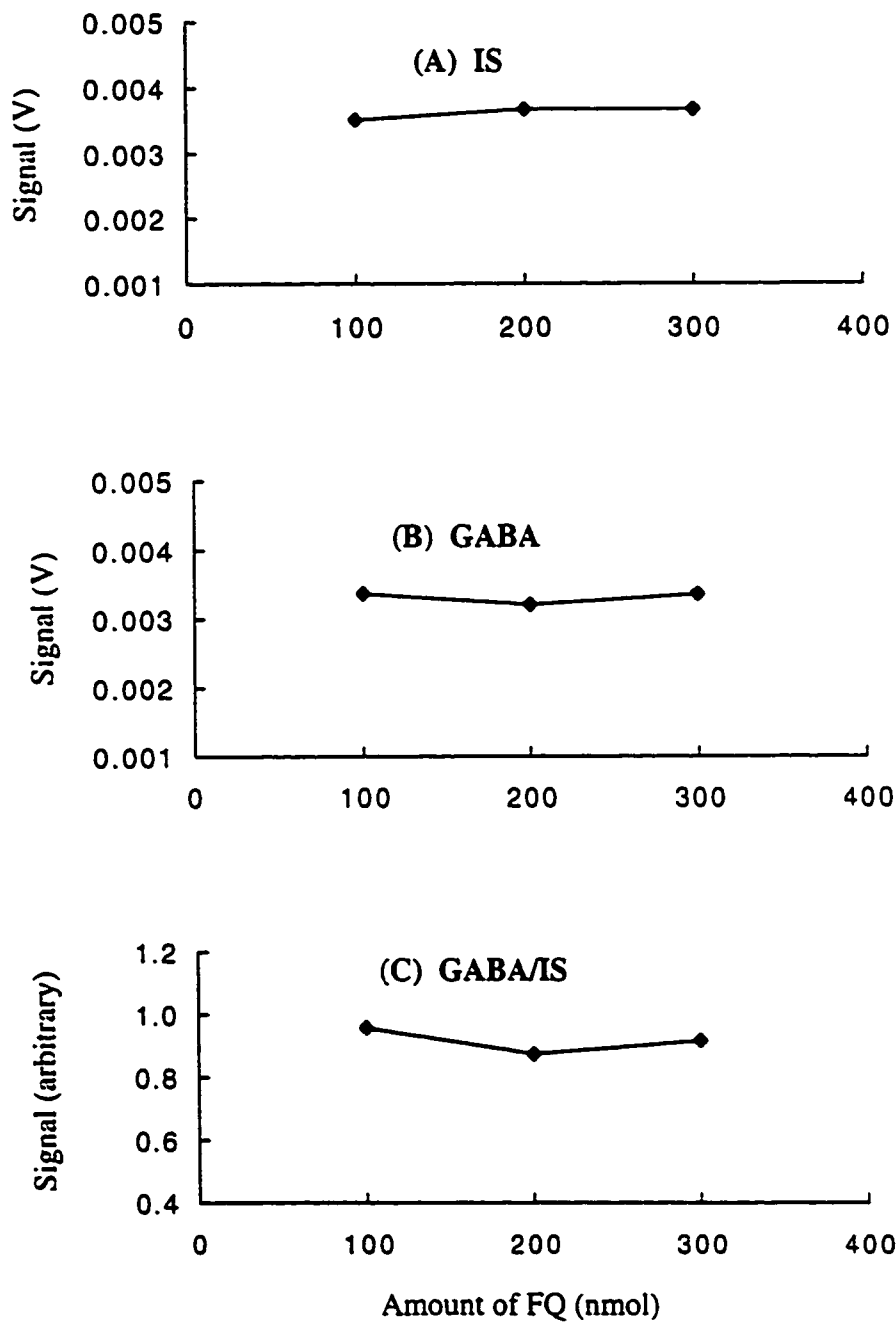 0.005
(A) IS
0.004
0.003
0.002
0.001
Signal (V)
0 100 200 300 400
0.005
(B) GABA
0.004
0.003
0.002
0.001
Signal (V)
0 100 200 300 400
1.2
(C) GABA/IS
1.0
0.8
0.6
0.4
Signal (arbitrary)
0 100 200 300 400
Amount of FQ (nmol)